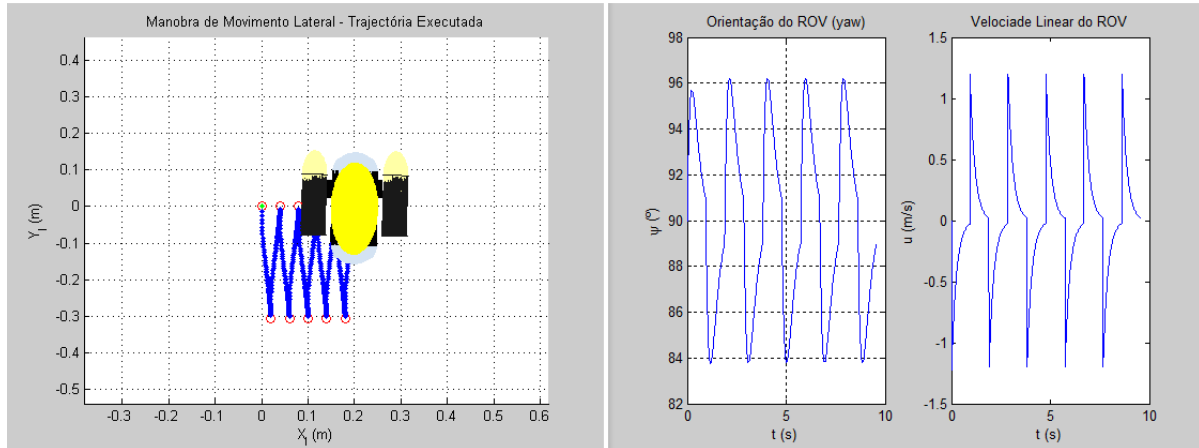 Manobra de Movimento Lateral - Trajectória Executada
0.4
0.3
0.2
0.1
0
-0.1
-0.2
-0.3
-0.4
-0.5
Y_I (m)
-0.3 -0.2 -0.1 0 0.1 0.2 0.3 0.4 0.5 0.6
X_I (m)
Orientação do ROV (yaw)
98
96
94
92
90
88
86
84
82
ψ (º)
0 5 10
t (s)
Velociade Linear do ROV
1.5
1
0.5
0
-0.5
-1
-1.5
u (m/s)
0 5 10
t (s)